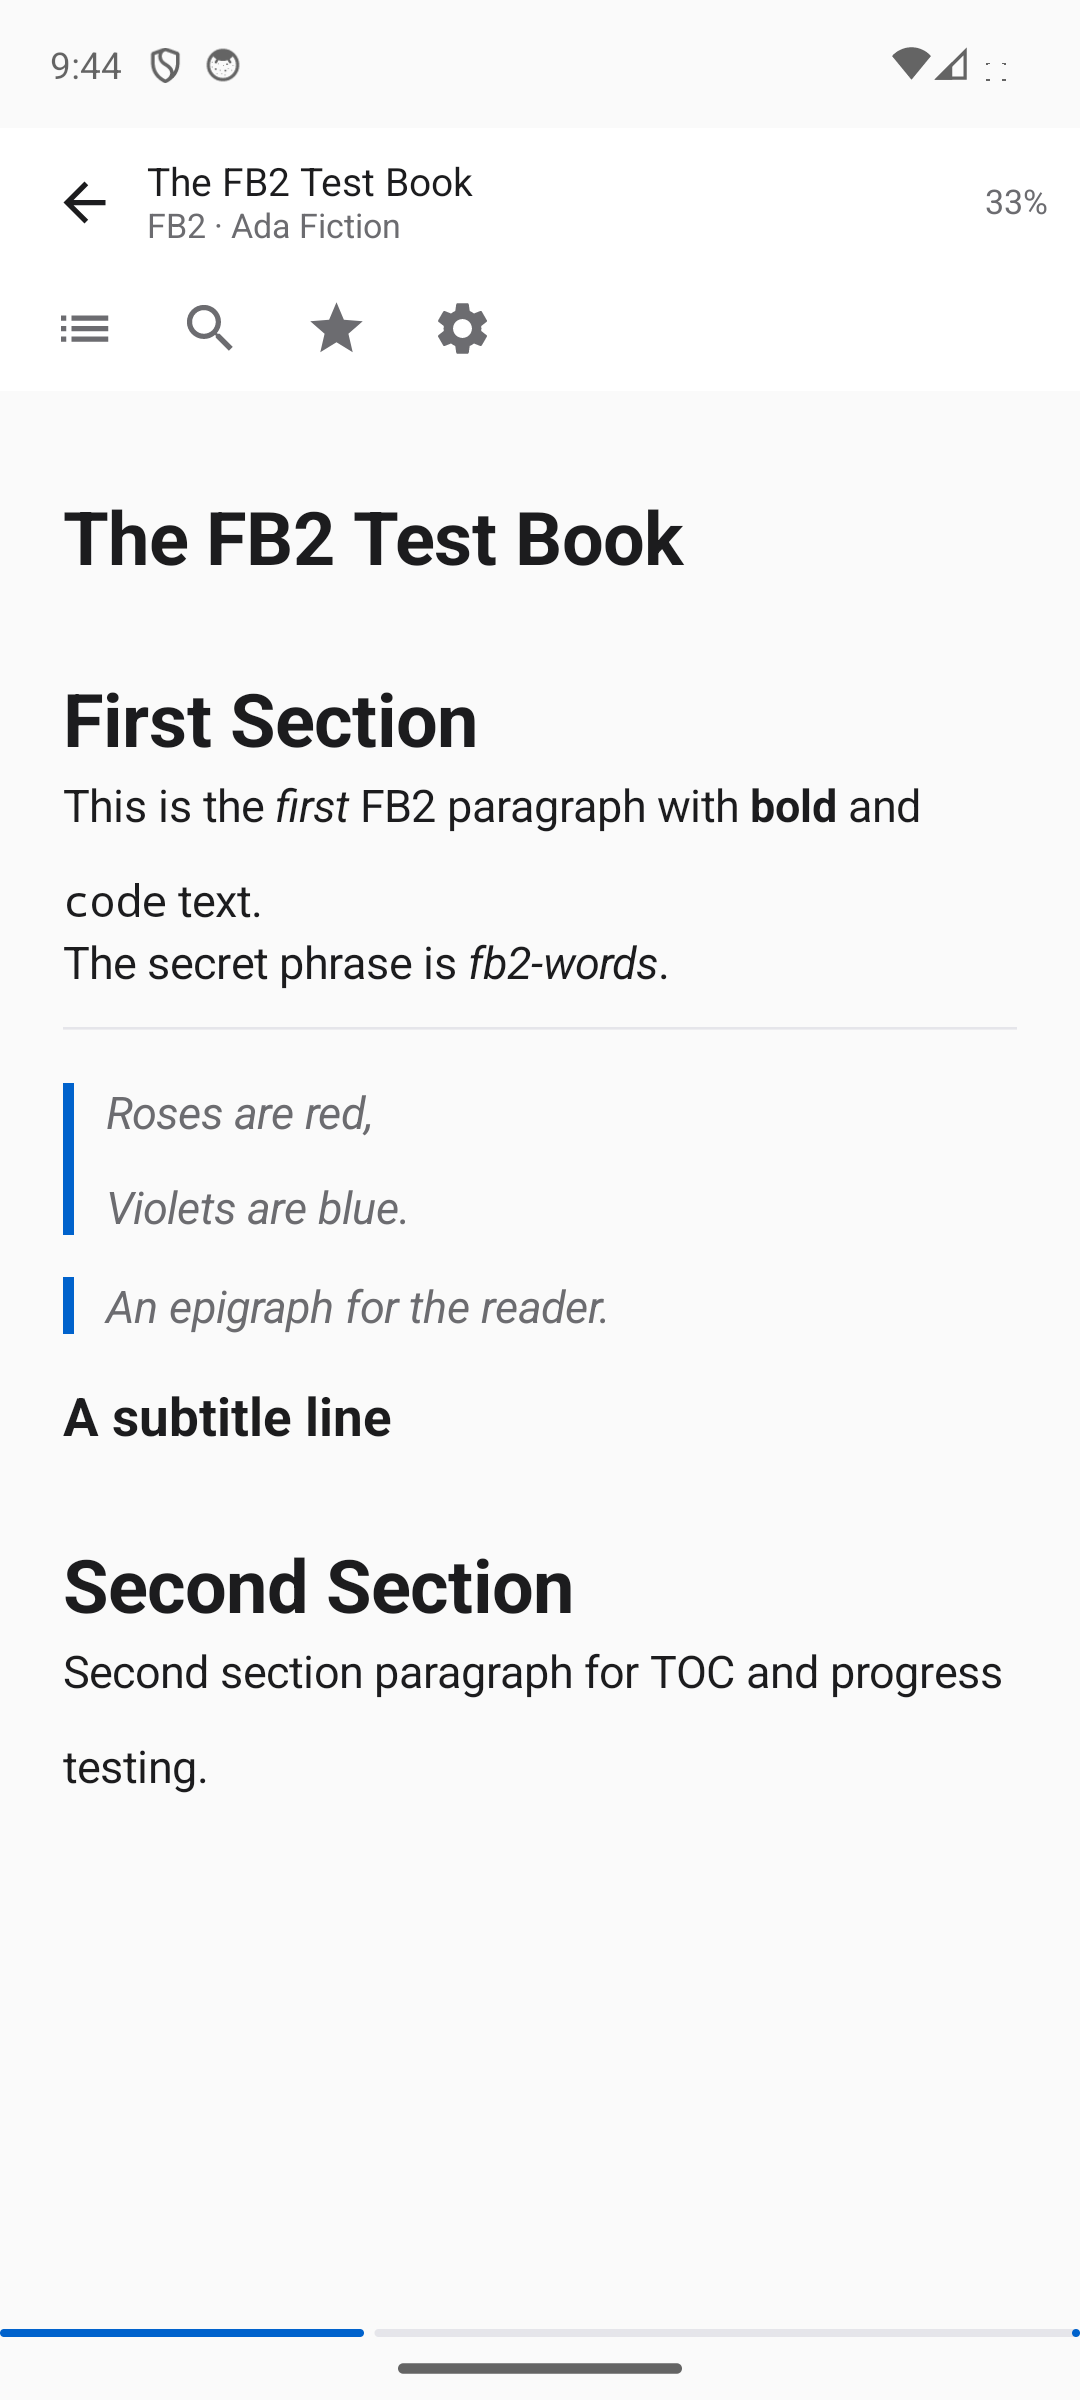 9:44
The FB2 Test Book
FB2 · Ada Fiction
33%
The FB2 Test Book
First Section
This is the first FB2 paragraph with bold and
code text.
The secret phrase is fb2-words.
Roses are red,
Violets are blue.
An epigraph for the reader.
A subtitle line
Second Section
Second section paragraph for TOC and progress
testing.